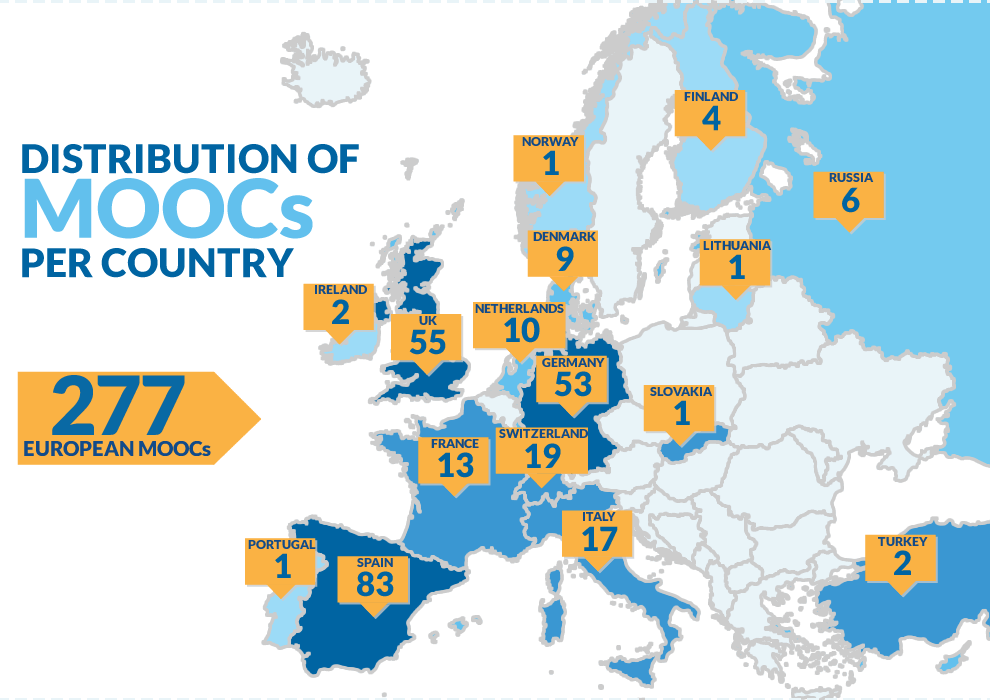 DISTRIBUTION OF
MOOCs
PER COUNTRY
277
EUROPEAN MOOCs
FINLAND
4
NORWAY
1
RUSSIA
6
DENMARK
9
LITHUANIA
1
IRELAND
2
UK
55
NETHERLANDS
10
GERMANY
53
SLOVAKIA
1
FRANCE
13
SWITZERLAND
19
ITALY
17
TURKEY
2
PORTUGAL
1
SPAIN
83